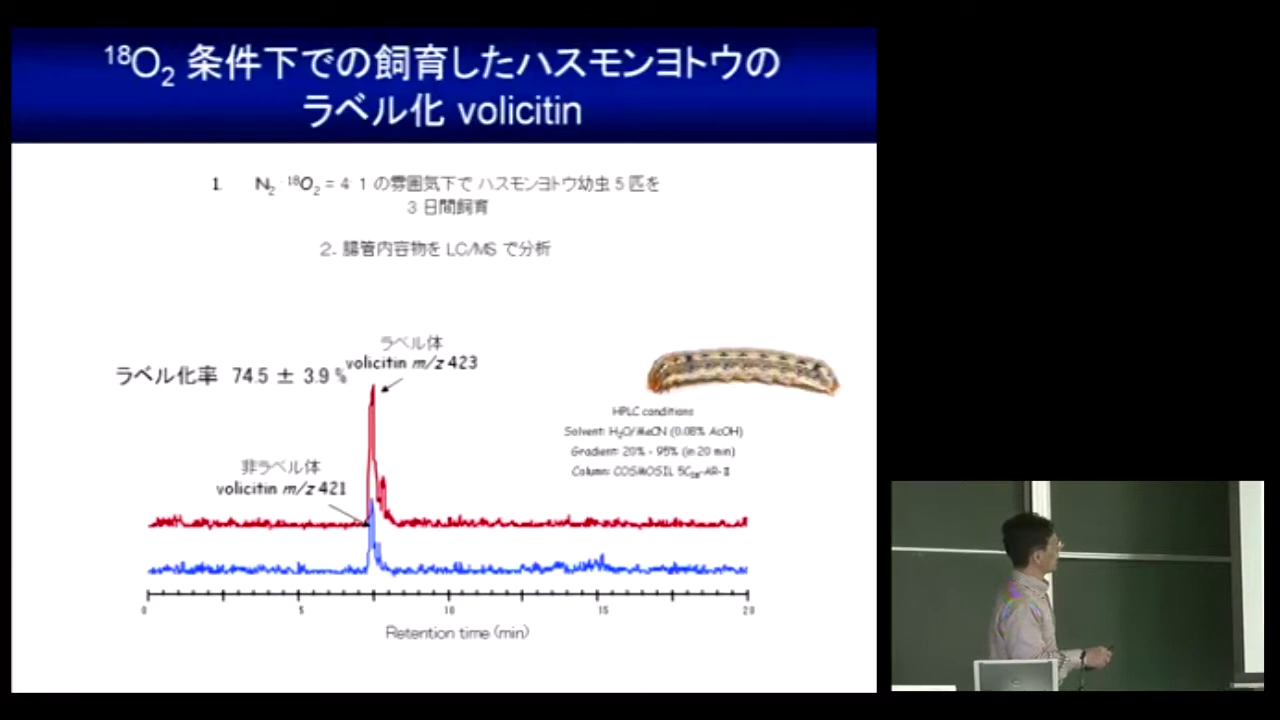 ¹⁸O₂ 条件下での飼育したハスモンヨトウの
ラベル化 volicitin
1. N₂ : ¹⁸O₂ = 4 : 1 の雰囲気下で ハスモンヨトウ幼虫 5 匹を
3 日間飼育
2. 腸管内容物を LC/MS で分析
ラベル体
volicitin m/z 423
ラベル化率 74.5 ± 3.9 %
非ラベル体
volicitin m/z 421
HPLC conditions
Solvent: H₂O/MeCN (0.08% AcOH)
Gradient: 20% - 95% (in 20 min)
Column: COSMOSIL 5C₁₈-AR-II
0 5 10 15 20
Retention time (min)